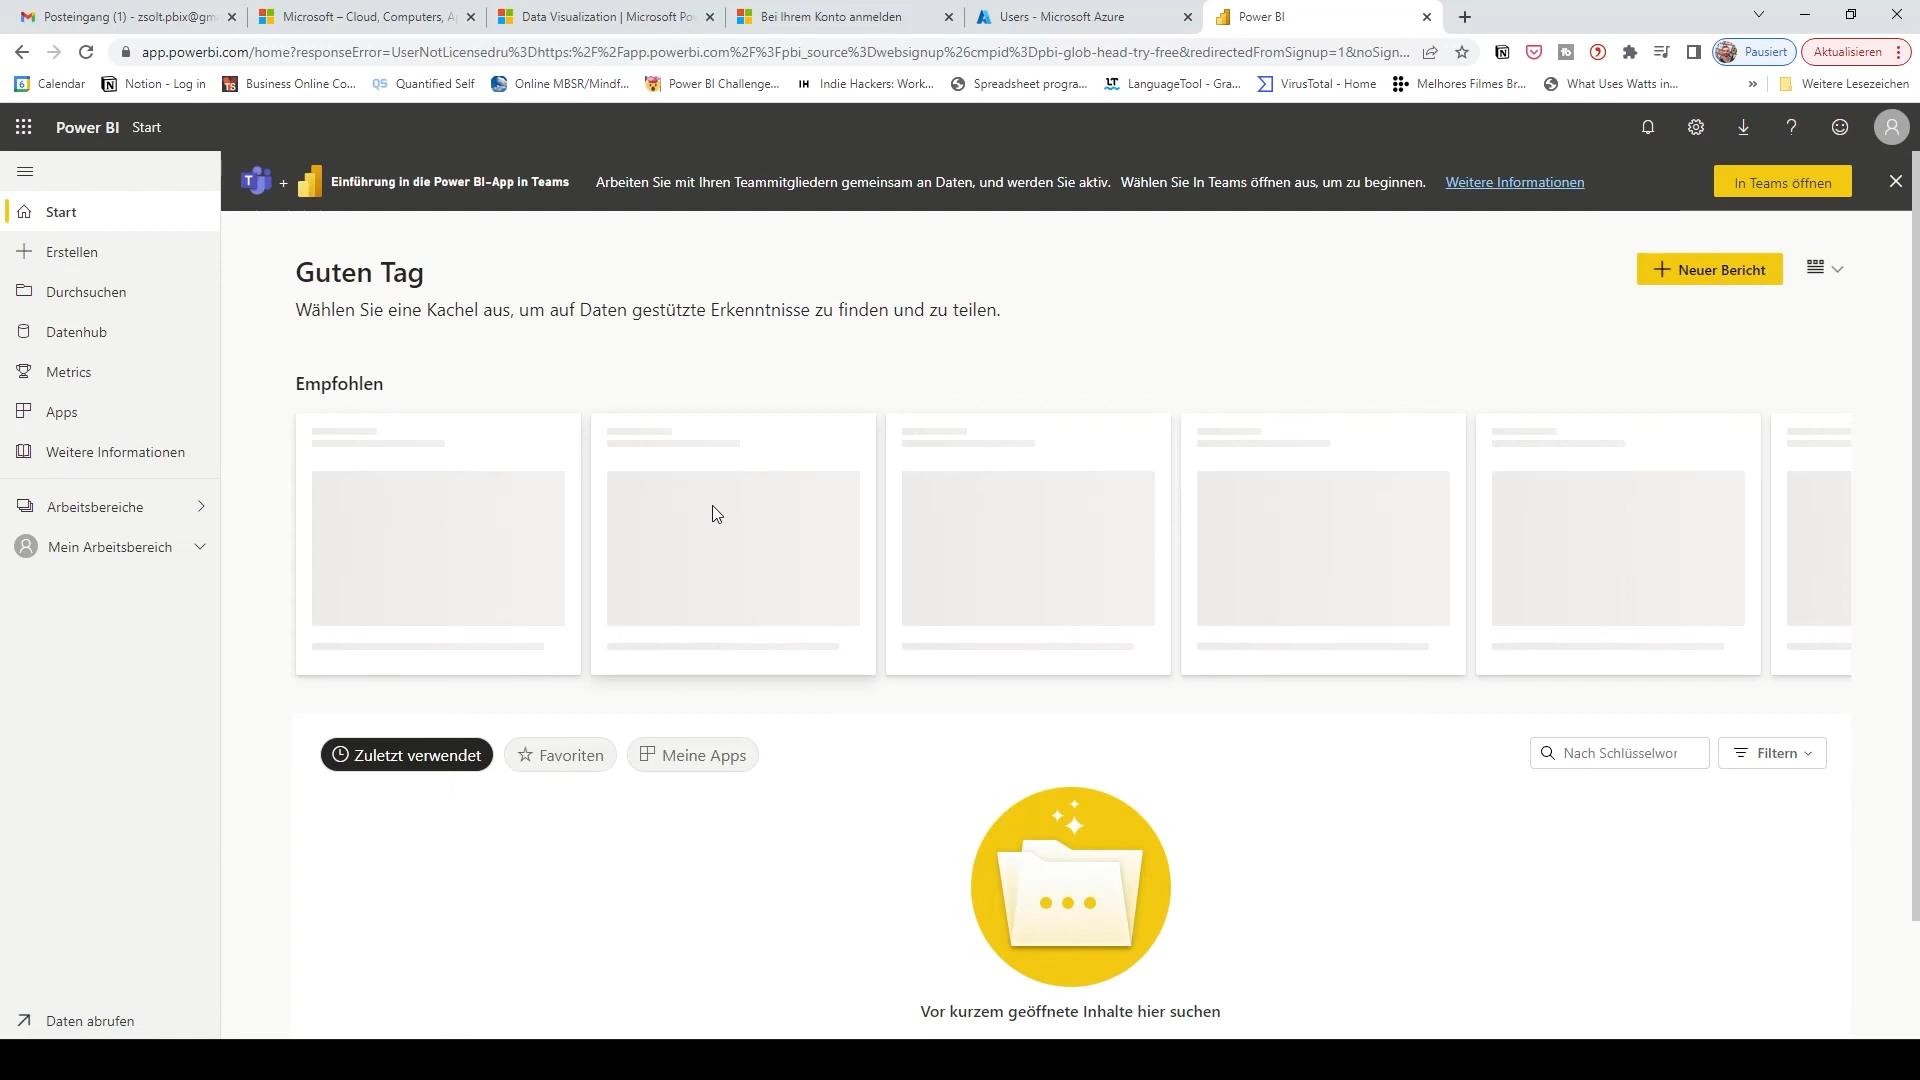 Posteingang (1) - zsolt.pbix@gm
Microsoft – Cloud, Computers, A
Data Visualization | Microsoft Po
Bei Ihrem Konto anmelden
Users - Microsoft Azure
Power BI
app.powerbi.com/home?responseError=UserNotLicensedru%3Dhttps:%2F%2Fapp.powerbi.com%2F%3Fpbi_source%3Dwebsignup%26cmpid%3Dpbi-glob-head-try-free&redirectedFromSignup=1&noSign...
Pausiert
Aktualisieren
Calendar
Notion - Log in
Business Online Co...
QS Quantified Self
Online MBSR/Mindf...
Power BI Challenge...
IH Indie Hackers: Work...
Spreadsheet progra...
LanguageTool - Gra...
VirusTotal - Home
Melhores Filmes Br...
What Uses Watts in...
» Weitere Lesezeichen
Power BI Start
Einführung in die Power BI-App in Teams
Arbeiten Sie mit Ihren Teammitgliedern gemeinsam an Daten, und werden Sie aktiv. Wählen Sie In Teams öffnen aus, um zu beginnen. Weitere Informationen
In Teams öffnen
Start
Erstellen
Durchsuchen
Datenhub
Metrics
Apps
Weitere Informationen
Arbeitsbereiche
Mein Arbeitsbereich
Daten abrufen
Guten Tag
Neuer Bericht
Wählen Sie eine Kachel aus, um auf Daten gestützte Erkenntnisse zu finden und zu teilen.
Empfohlen
Zuletzt verwendet
Favoriten
Meine Apps
Nach Schlüsselwor
Filtern
Vor kurzem geöffnete Inhalte hier suchen